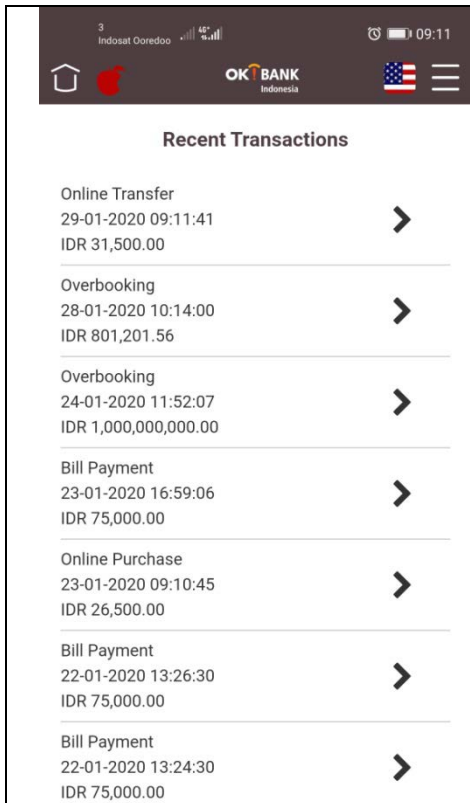 3
Indosat Ooredoo
4G+
09:11
OK! BANK
Indonesia
Recent Transactions
Online Transfer
29-01-2020 09:11:41
IDR 31,500.00
Overbooking
28-01-2020 10:14:00
IDR 801,201.56
Overbooking
24-01-2020 11:52:07
IDR 1,000,000,000.00
Bill Payment
23-01-2020 16:59:06
IDR 75,000.00
Online Purchase
23-01-2020 09:10:45
IDR 26,500.00
Bill Payment
22-01-2020 13:26:30
IDR 75,000.00
Bill Payment
22-01-2020 13:24:30
IDR 75,000.00